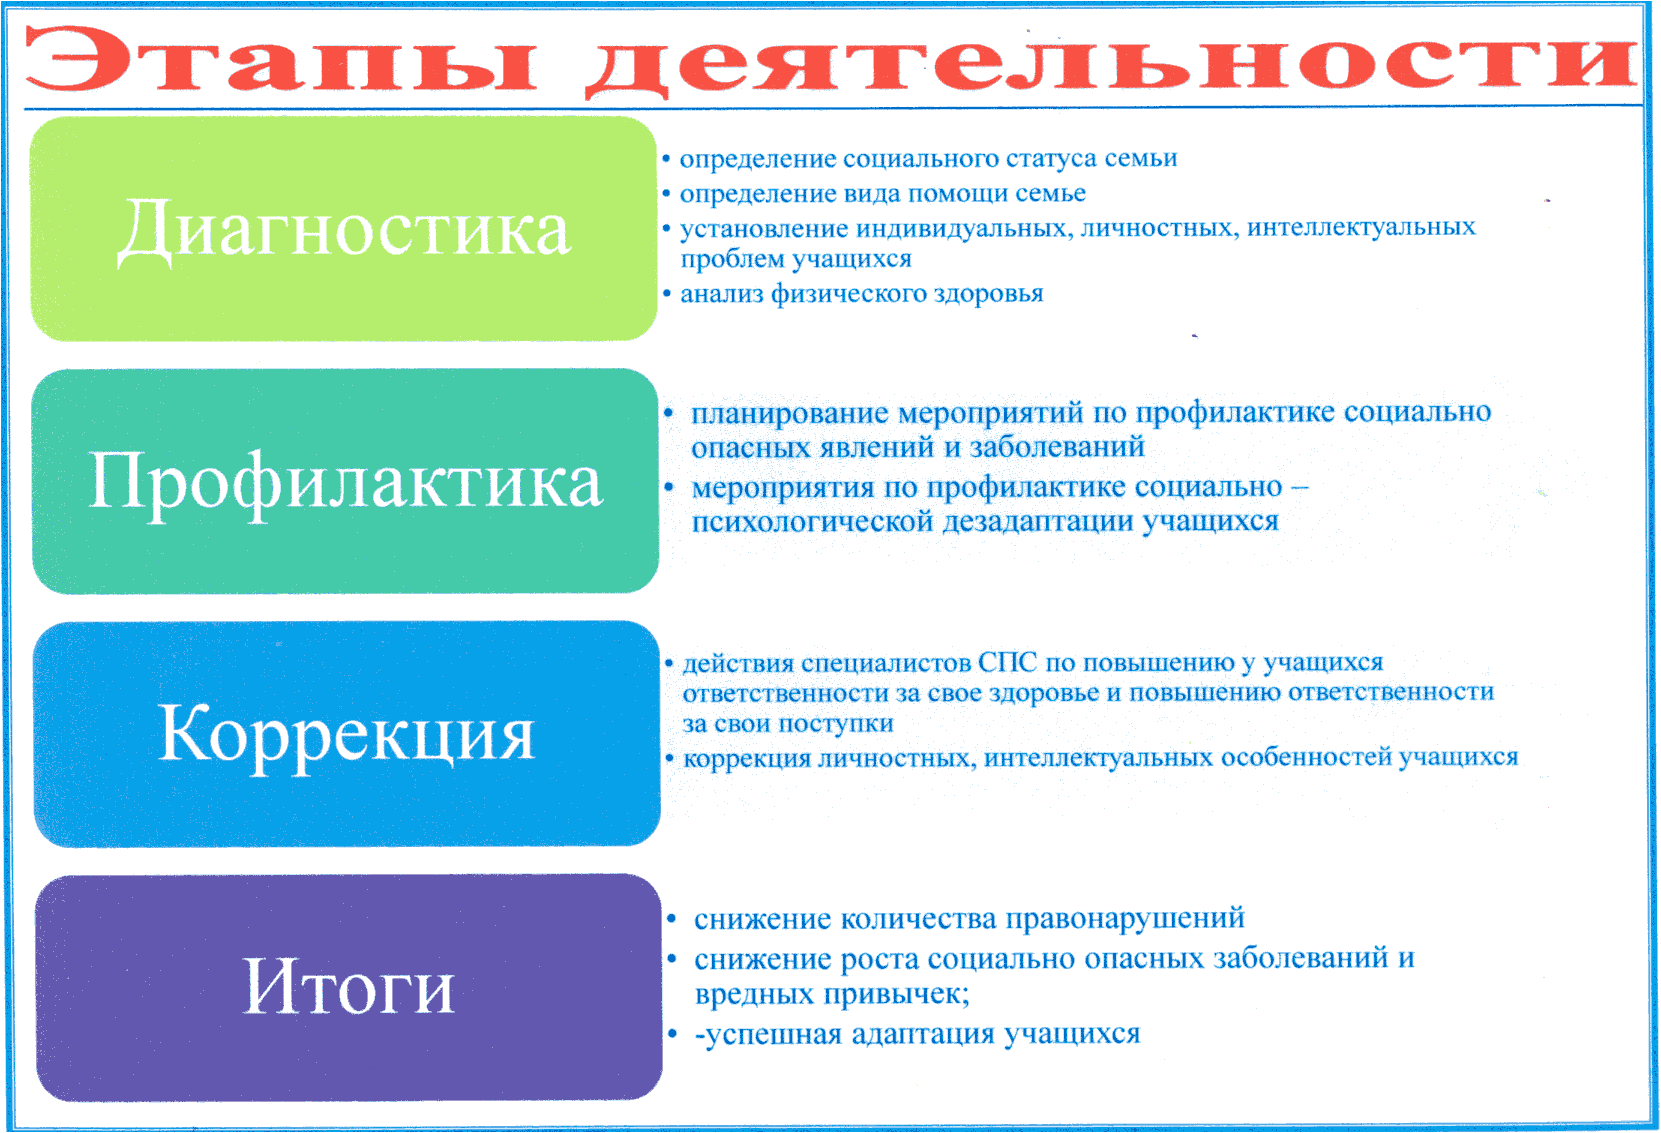 Этапы деятельности
Диагностика
• определение социального статуса семьи
• определение вида помощи семье
• установление индивидуальных, личностных, интеллектуальных
проблем учащихся
• анализ физического здоровья
Профилактика
• планирование мероприятий по профилактике социально
опасных явлений и заболеваний
• мероприятия по профилактике социально –
психологической дезадаптации учащихся
Коррекция
• действия специалистов СПС по повышению у учащихся
ответственности за свое здоровье и повышению ответственности
за свои поступки
• коррекция личностных, интеллектуальных особенностей учащихся
Итоги
• снижение количества правонарушений
• снижение роста социально опасных заболеваний и
вредных привычек;
• -успешная адаптация учащихся